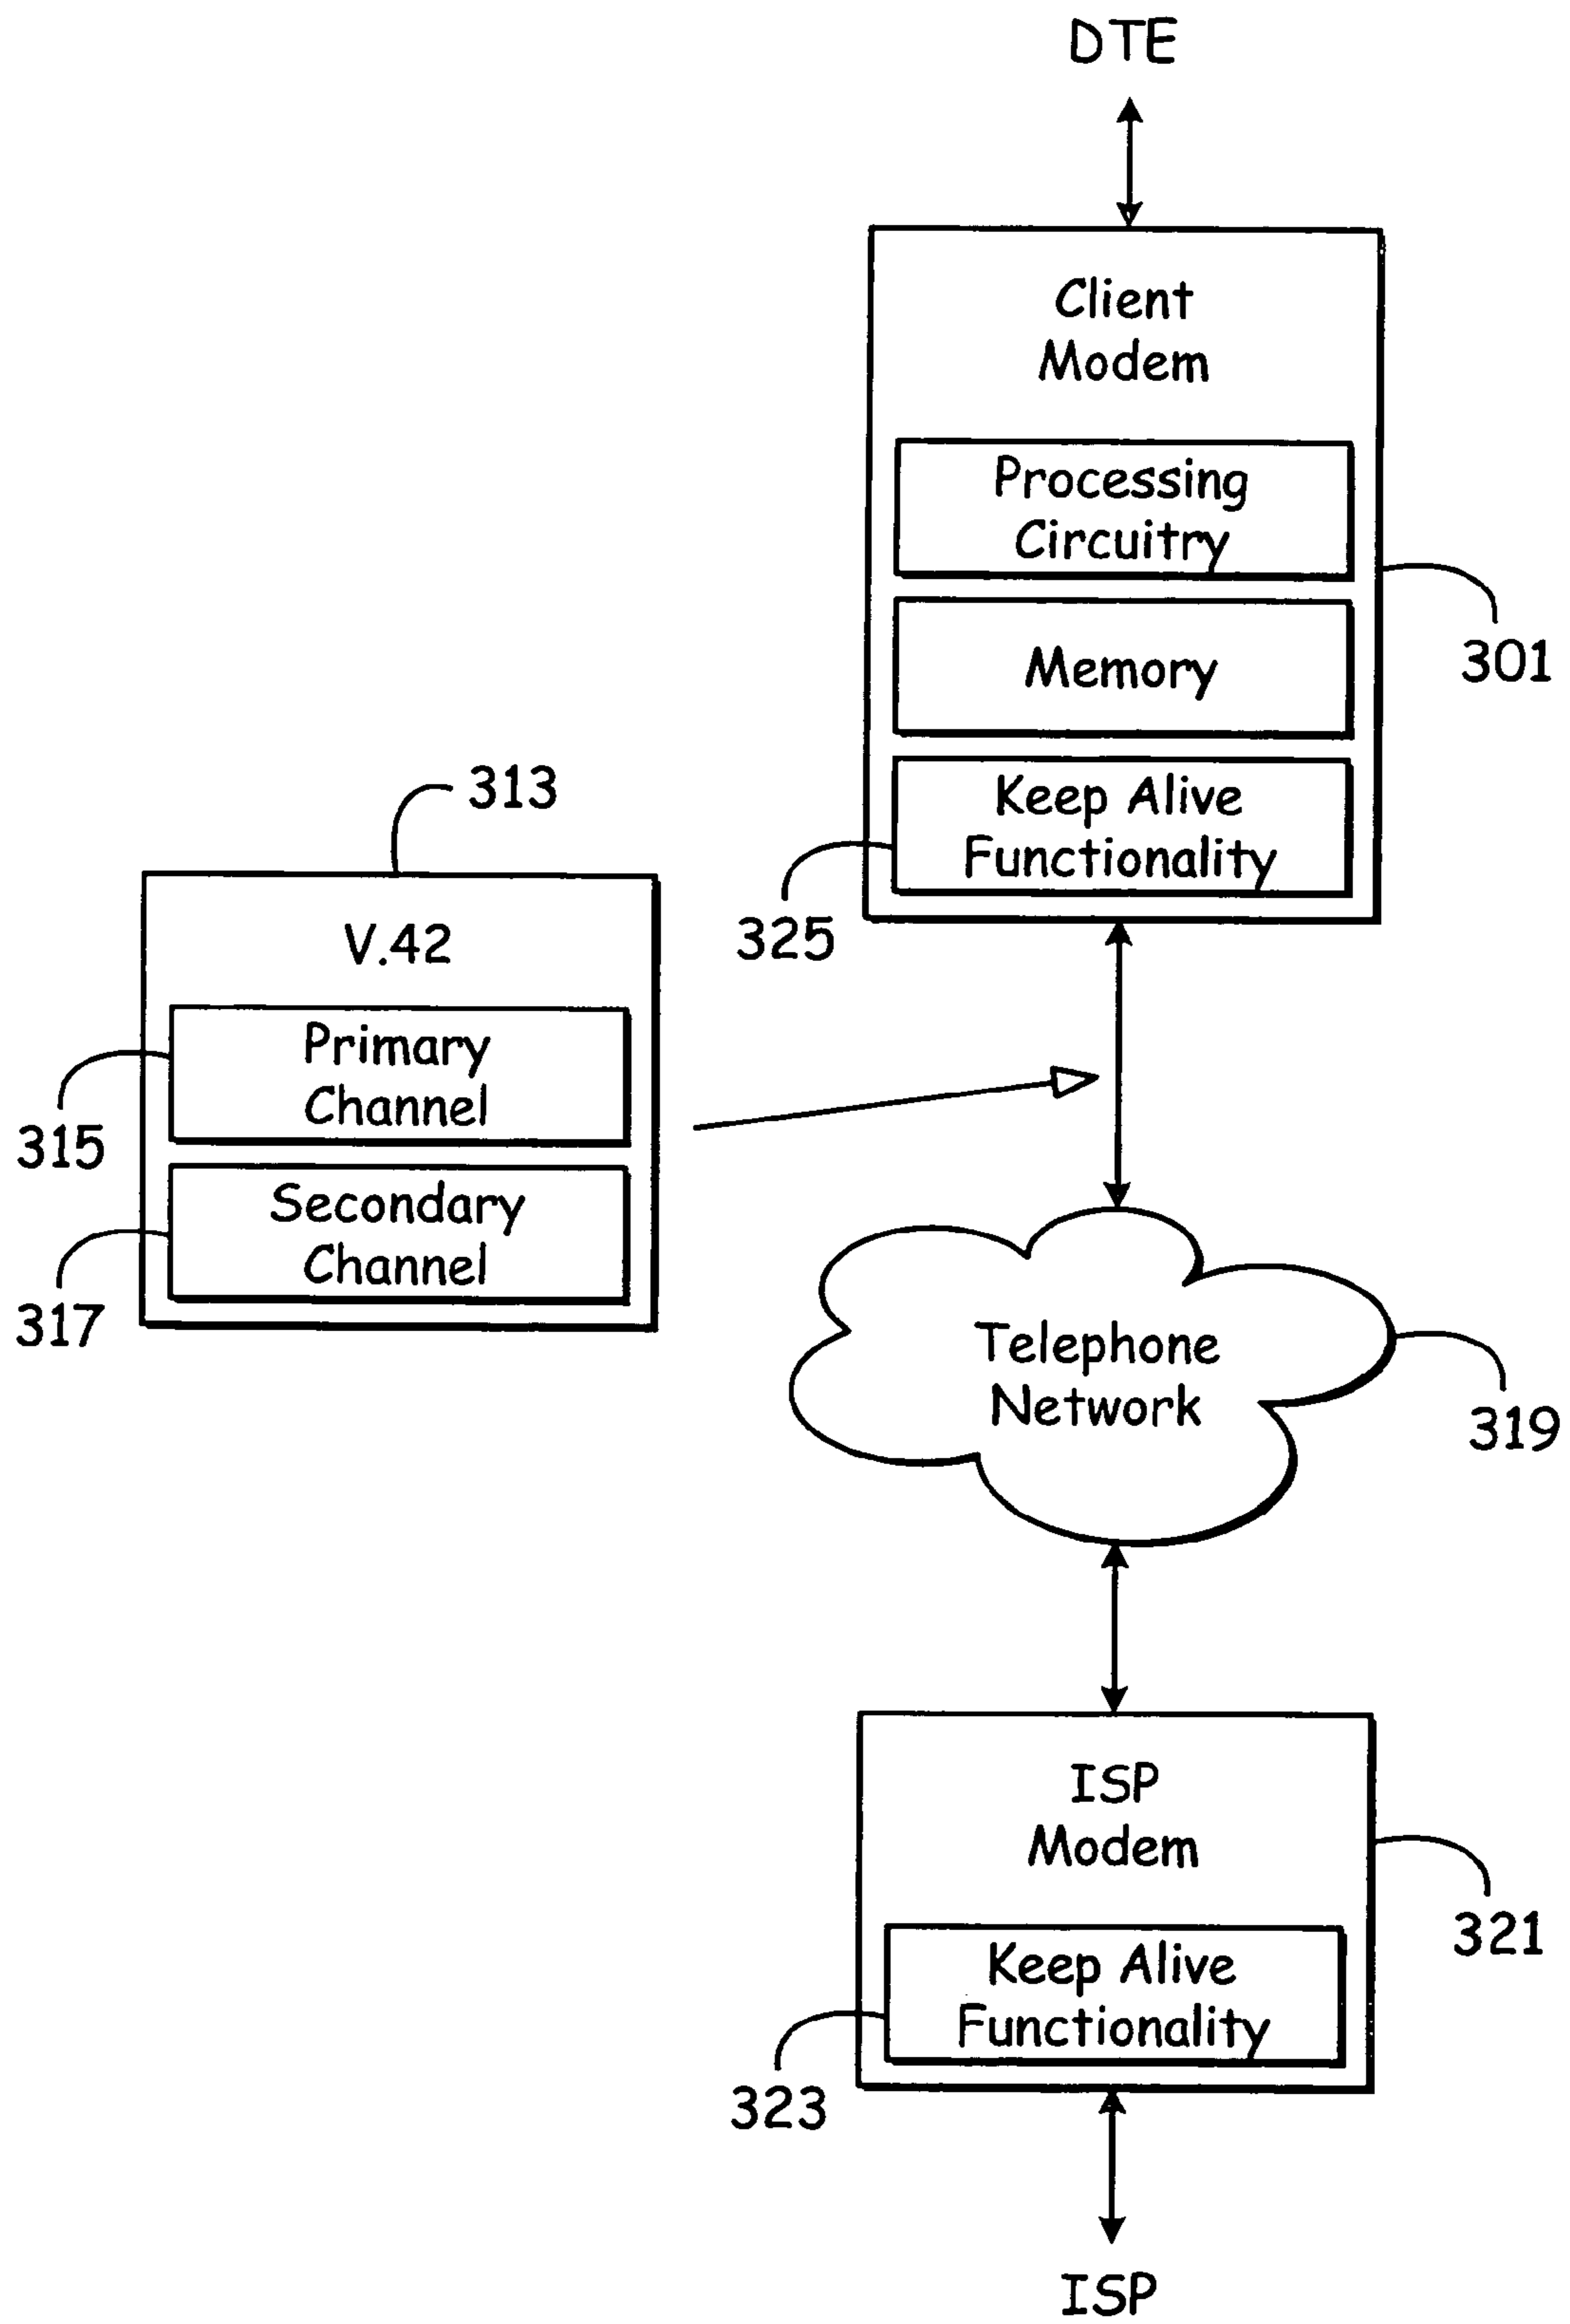 DTE
Client
Modem
Processing
Circuitry
Memory
301
Keep Alive
Functionality
325
313
V.42
Primary
Channel
315
Secondary
Channel
317
Telephone
Network
319
ISP
Modem
321
Keep Alive
Functionality
323
ISP